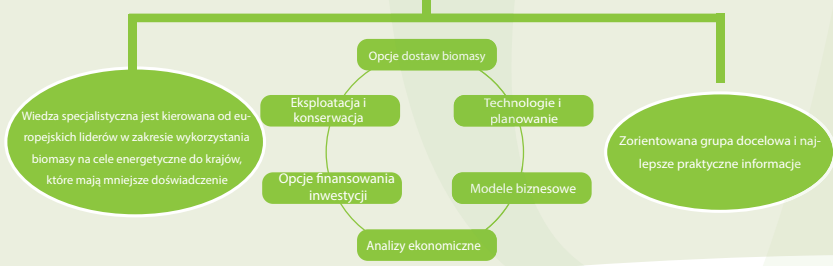 Opcje dostaw biomasy
Wiedza specjalistyczna jest kierowana od eu-
ropejskich liderów w zakresie wykorzystania
biomasy na cele energetyczne do krajów,
które mają mniejsze doświadczenie
Eksploatacja i
konserwacja
Technologie i
planowanie
Opcje finansowania
inwestycji
Modele biznesowe
Analizy ekonomiczne
Zorientowana grupa docelowa i naj-
lepsze praktyczne informacje